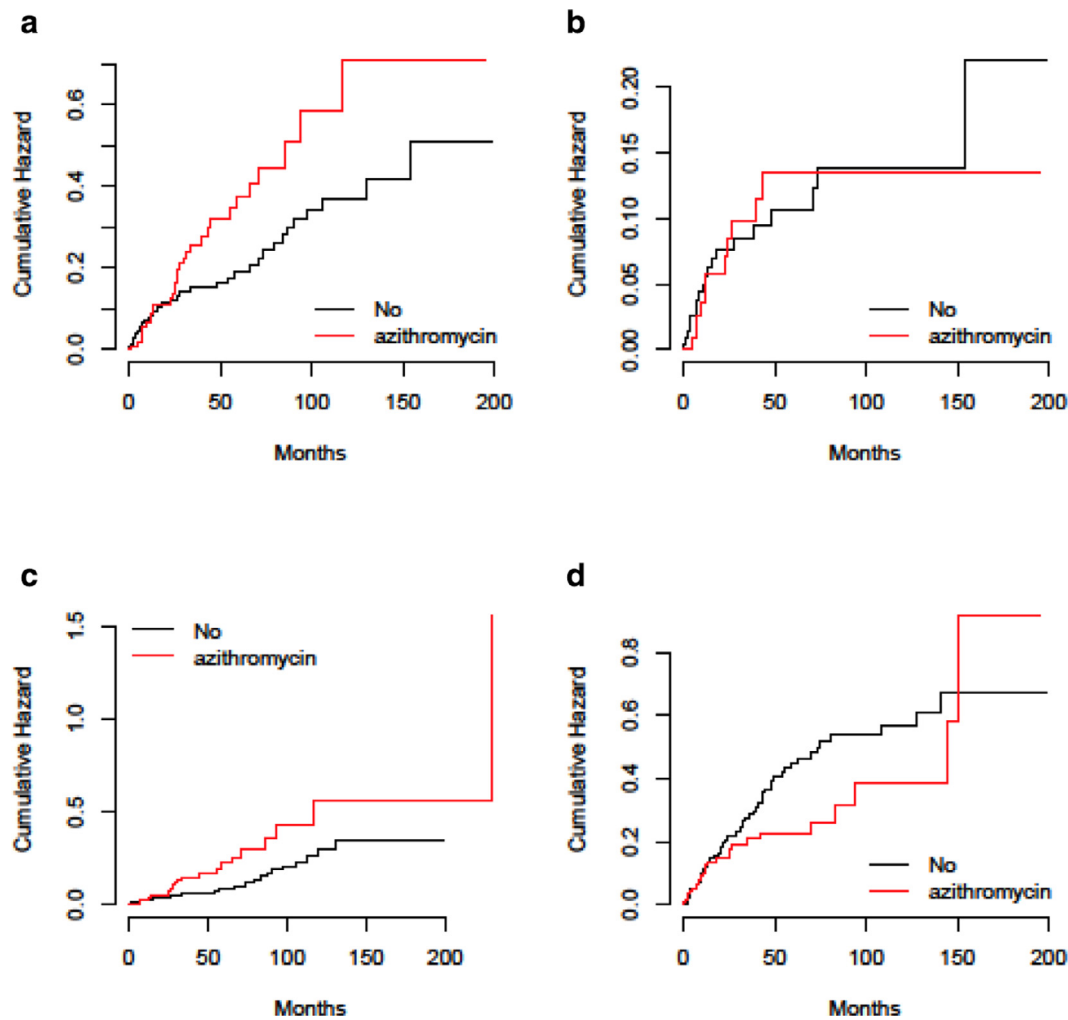 a
Cumulative Hazard
0.0 0.2 0.4 0.6
No
azithromycin
0 50 100 150 200
Months
b
Cumulative Hazard
0.00 0.05 0.10 0.15 0.20
No
azithromycin
0 50 100 150 200
Months
c
Cumulative Hazard
0.0 0.5 1.0 1.5
No
azithromycin
0 50 100 150 200
Months
d
Cumulative Hazard
0.0 0.2 0.4 0.6 0.8
No
azithromycin
0 50 100 150 200
Months